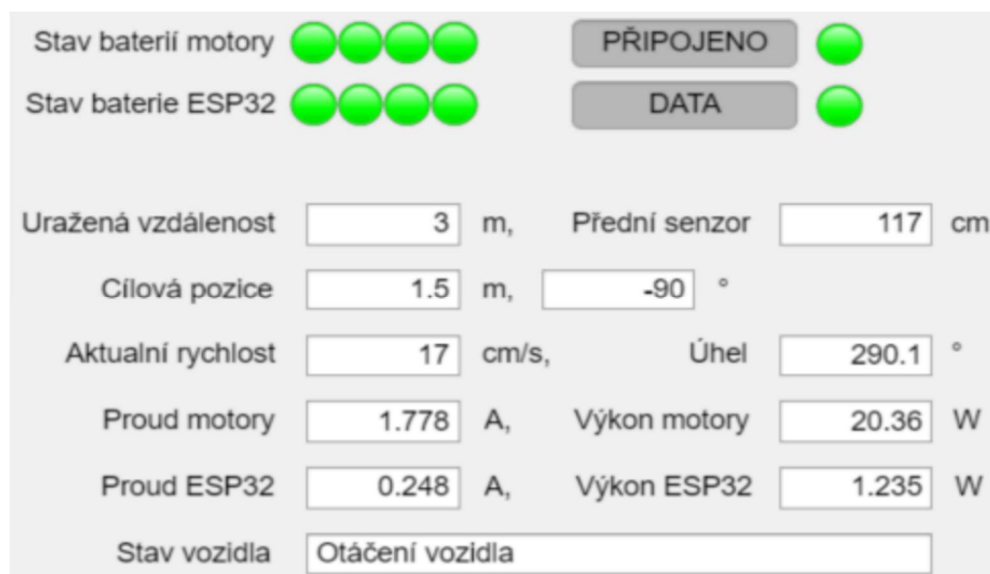 Stav baterií motory PŘIPOJENO
Stav baterie ESP32 DATA
Uražená vzdálenost 3 m, Přední senzor 117 cm
Cílová pozice 1.5 m, -90 °
Aktualní rychlost 17 cm/s, Úhel 290.1 °
Proud motory 1.778 A, Výkon motory 20.36 W
Proud ESP32 0.248 A, Výkon ESP32 1.235 W
Stav vozidla Otáčení vozidla